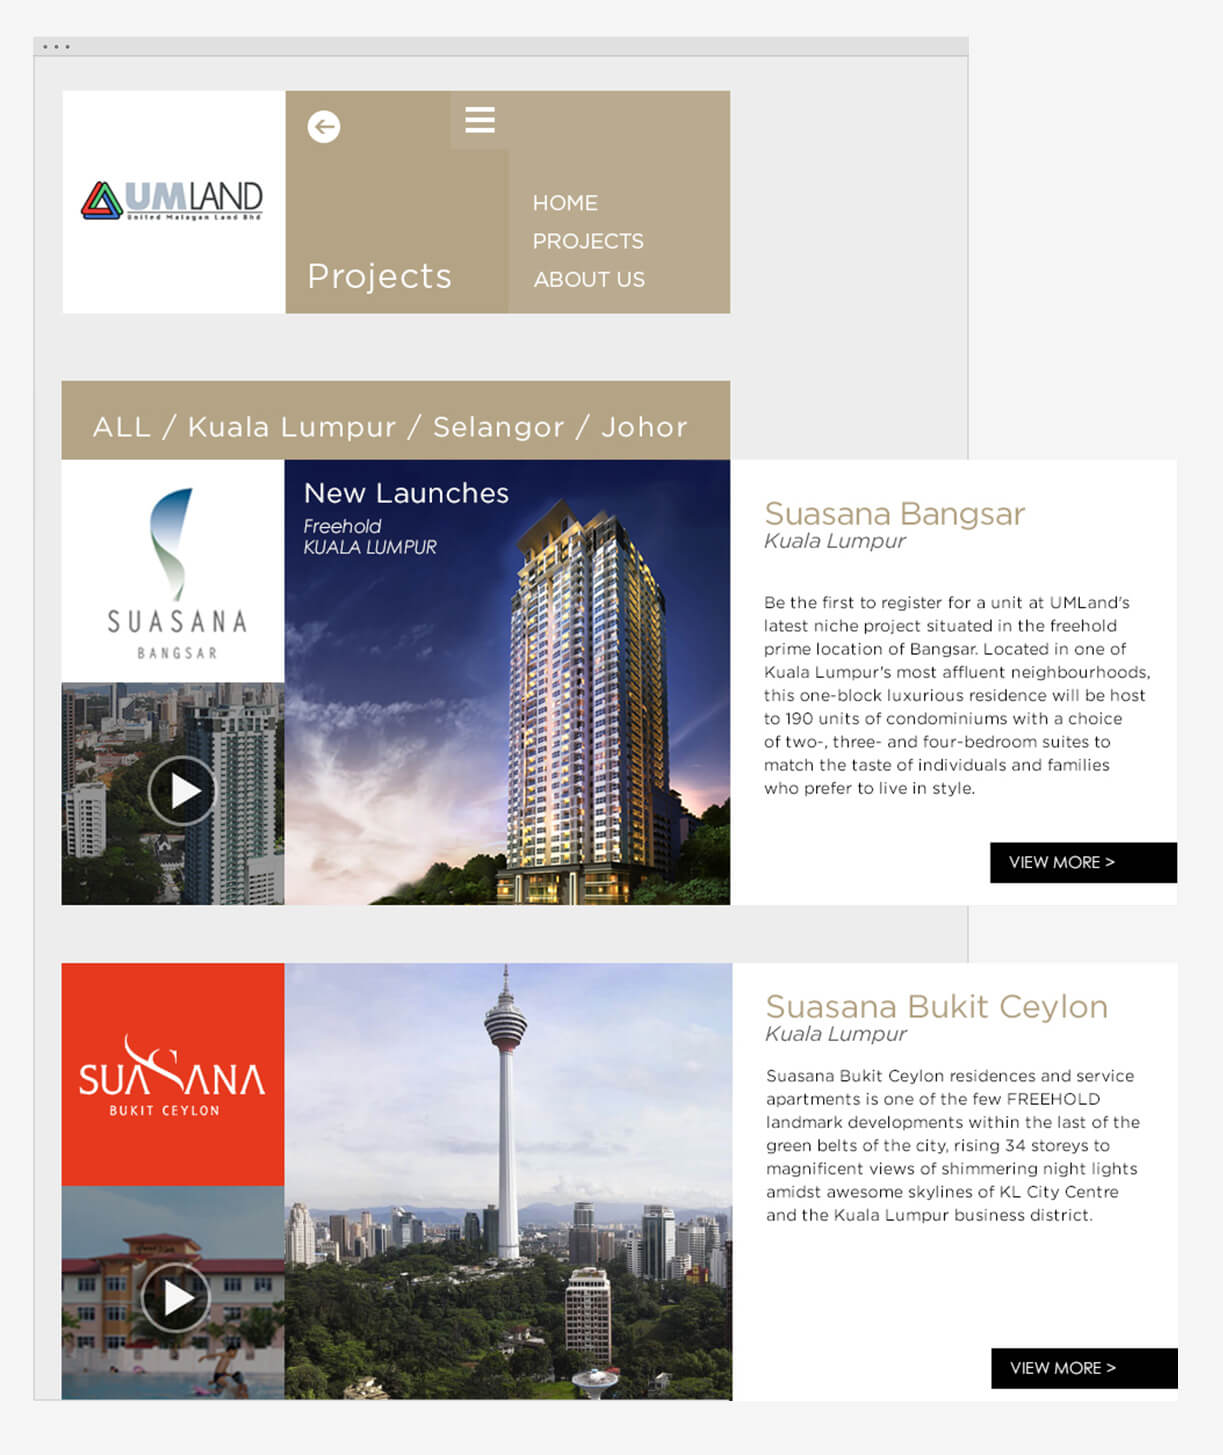 UMLAND
United Malayan Land Bhd
Projects
HOME
PROJECTS
ABOUT US
ALL / Kuala Lumpur / Selangor / Johor
SUASANA
BANGSAR
New Launches
Freehold
KUALA LUMPUR
Suasana Bangsar
Kuala Lumpur
Be the first to register for a unit at UMLand's
latest niche project situated in the freehold
prime location of Bangsar. Located in one of
Kuala Lumpur's most affluent neighbourhoods,
this one-block luxurious residence will be host
to 190 units of condominiums with a choice
of two-, three- and four-bedroom suites to
match the taste of individuals and families
who prefer to live in style.
VIEW MORE >
SUASANA
BUKIT CEYLON
Suasana Bukit Ceylon
Kuala Lumpur
Suasana Bukit Ceylon residences and service
apartments is one of the few FREEHOLD
landmark developments within the last of the
green belts of the city, rising 34 storeys to
magnificent views of shimmering night lights
amidst awesome skylines of KL City Centre
and the Kuala Lumpur business district.
VIEW MORE >